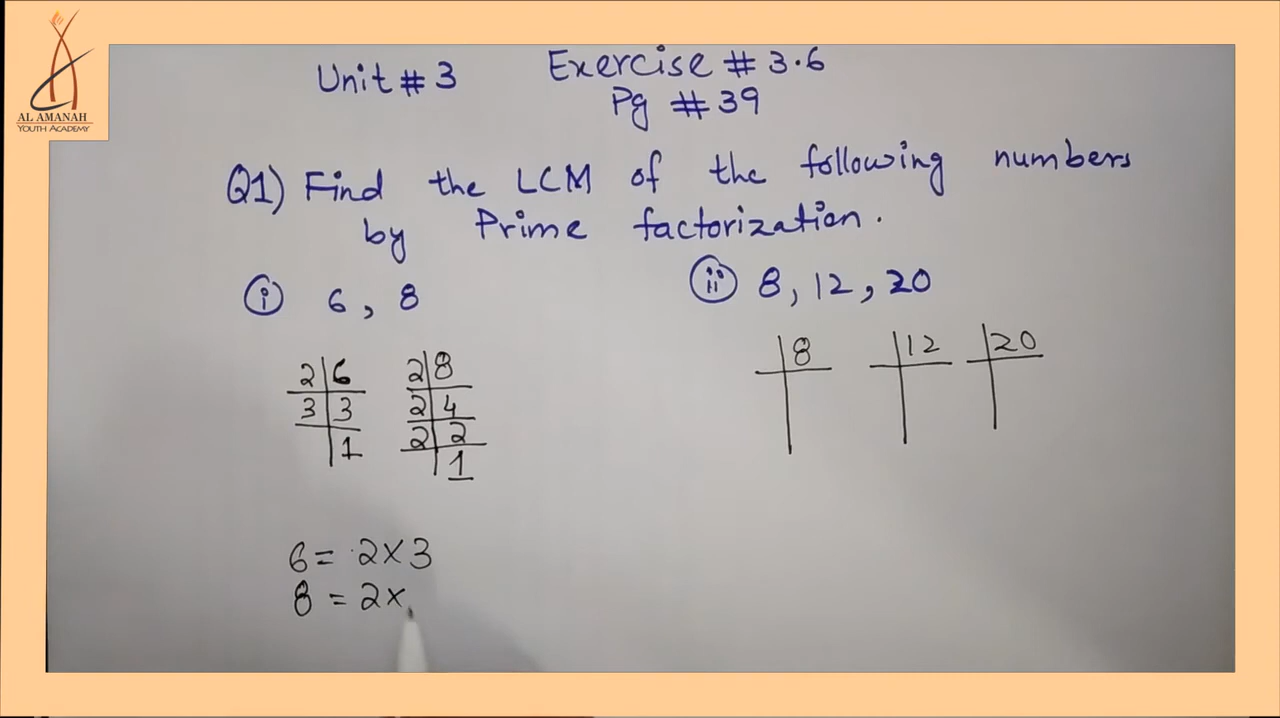 AL AMANAH
YOUTH ACADEMY
Unit # 3 Exercise # 3.6
Pg # 39
Q1) Find the LCM of the following numbers
by Prime factorization.
(i) 6, 8
(ii) 8, 12, 20
2|6 2|8
3|3 2|4
|1 2|2
|1
|8 |12 |20
6 = 2×3
8 = 2×